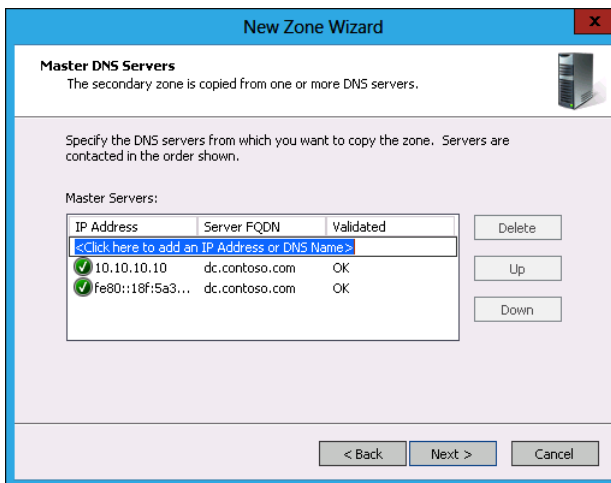 New Zone Wizard
x
Master DNS Servers
The secondary zone is copied from one or more DNS servers.
Specify the DNS servers from which you want to copy the zone. Servers are
contacted in the order shown.
Master Servers:
IP Address Server FQDN Validated
<Click here to add an IP Address or DNS Name>
10.10.10.10 dc.contoso.com OK
fe80::18f:5a3... dc.contoso.com OK
Delete
Up
Down
< Back Next > Cancel